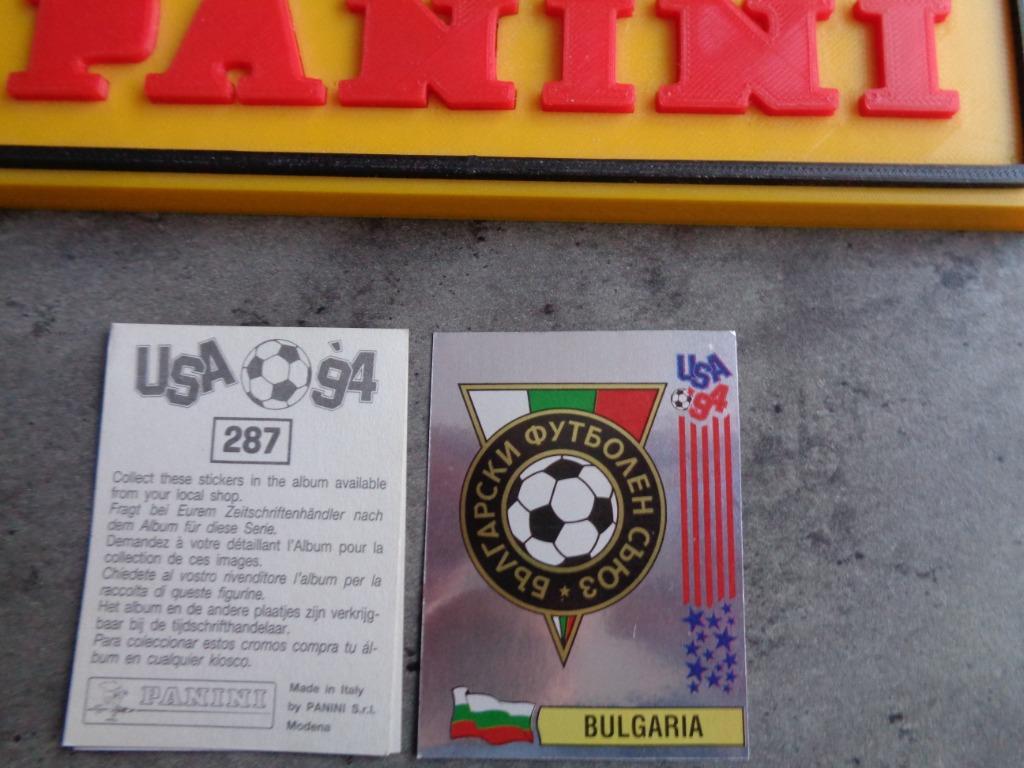 PANINI
USA '94
287
Collect these stickers in the album available
from your local shop.
Fragt bei Eurem Zeitschriftenhändler nach
dem Album für diese Serie.
Demandez à votre détaillant l'Album pour la
collection de ces images.
Chiedete al vostro rivenditore l'album per la
raccolta di queste figurine.
Het album en de andere plaatjes zijn verkrijg-
baar bij de tijdschrifthandelaar.
Para coleccionar estos cromos compra tu ál-
bum en cualquier kiosco.
PANINI
Made in Italy
by PANINI S.r.l.
Modena
USA
'94
БЪЛГАРСКИ ФУТБОЛЕН СЪЮЗ
BULGARIA